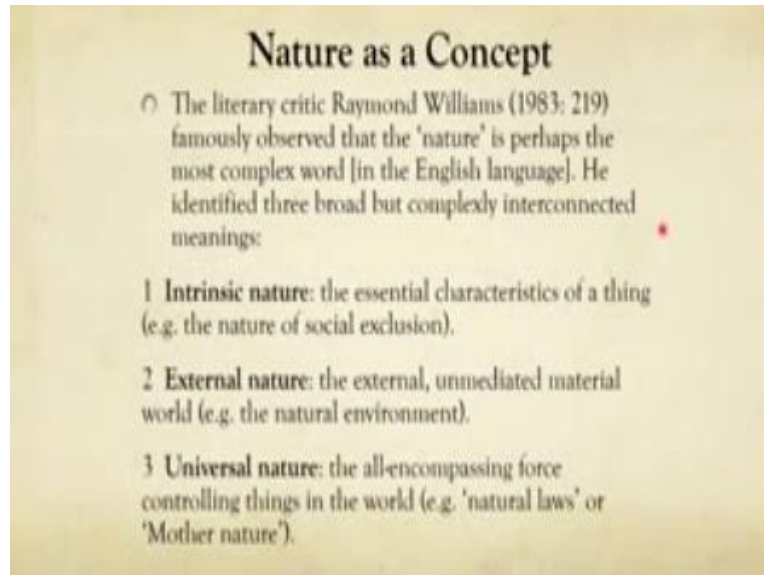 Nature as a Concept
The literary critic Raymond Williams (1983: 219)
famously observed that the 'nature' is perhaps the
most complex word [in the English language]. He
identified three broad but complexly interconnected
meanings:
1 Intrinsic nature: the essential characteristics of a thing
(e.g. the nature of social exclusion).
2 External nature: the external, unmediated material
world (e.g. the natural environment).
3 Universal nature: the all-encompassing force
controlling things in the world (e.g. 'natural laws' or
'Mother nature').